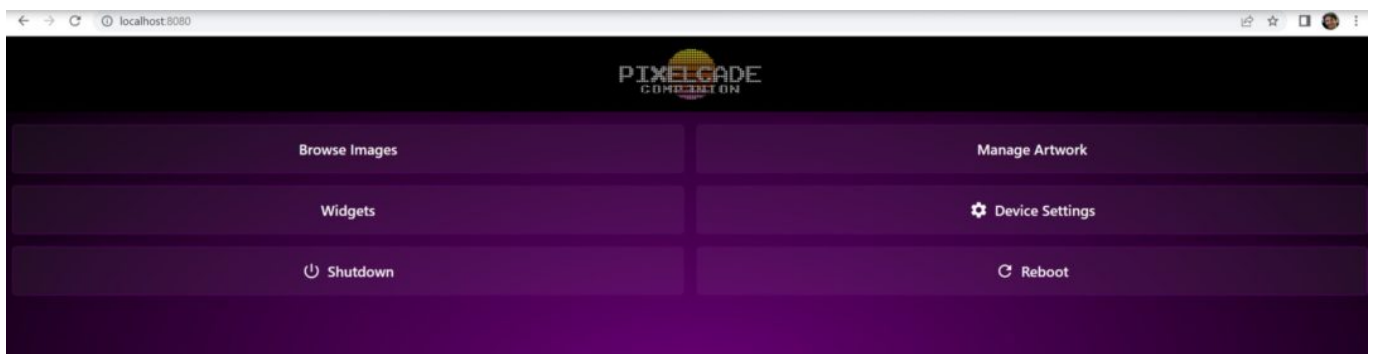 localhost:8080
PIXELCADE
COMPANION
Browse Images
Manage Artwork
Widgets
Device Settings
Shutdown
Reboot